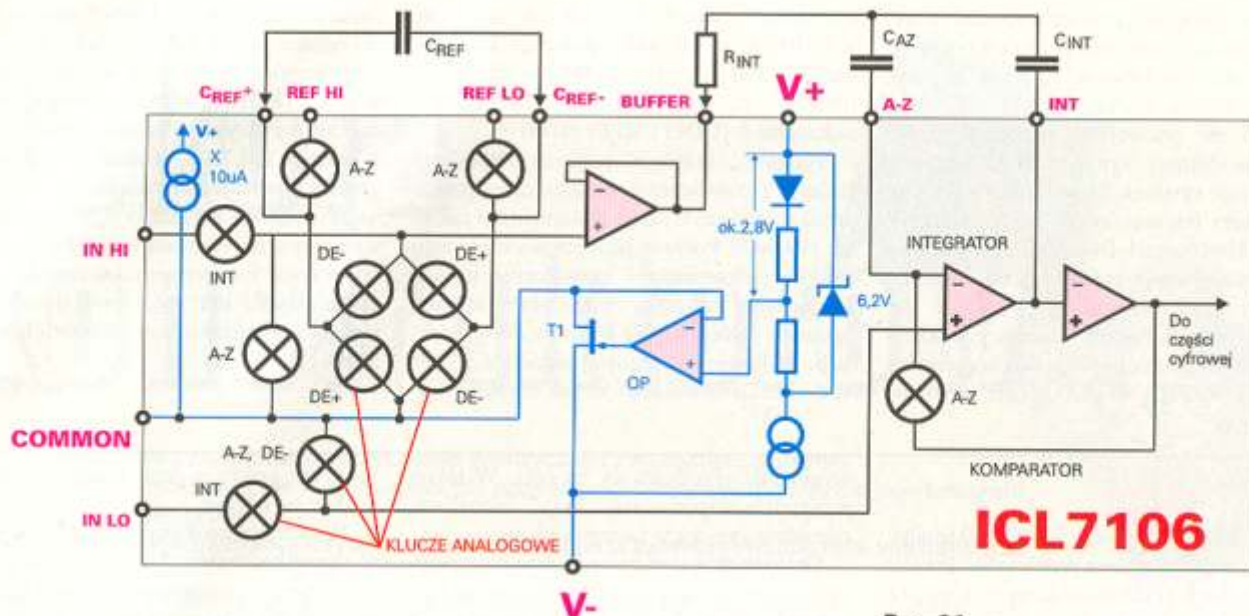 CREF
RINT
CAZ
CINT
CREF+
REF HI
REF LO
CREF-
BUFFER
V+
A-Z
INT
V+
X
10uA
A-Z
A-Z
ok.2,8V
IN HI
INT
DE-
DE+
INTEGRATOR
6,2V
T1
OP
Do
części
cyfrowej
A-Z
DE+
DE-
A-Z
COMMON
A-Z, DE-
KOMPARATOR
INT
IN LO
KLUCZE ANALOGOWE
ICL7106
V-